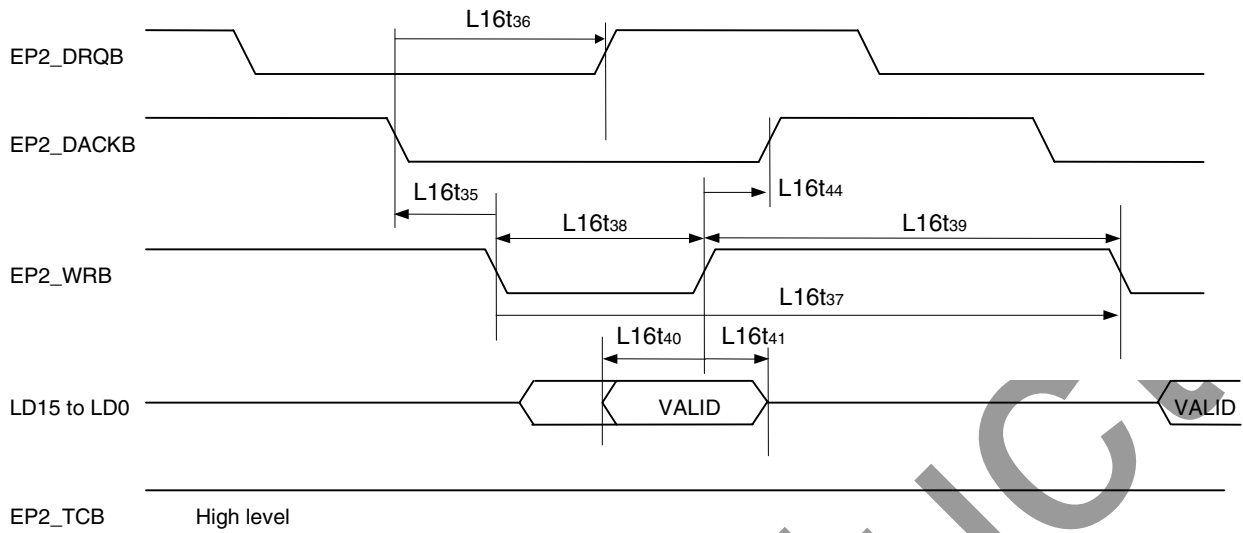 L16t36
EP2_DRQB
EP2_DACKB
L16t35
L16t44
L16t38
L16t39
EP2_WRB
L16t37
L16t40
L16t41
LD15 to LD0
VALID
VALID
EP2_TCB
High level